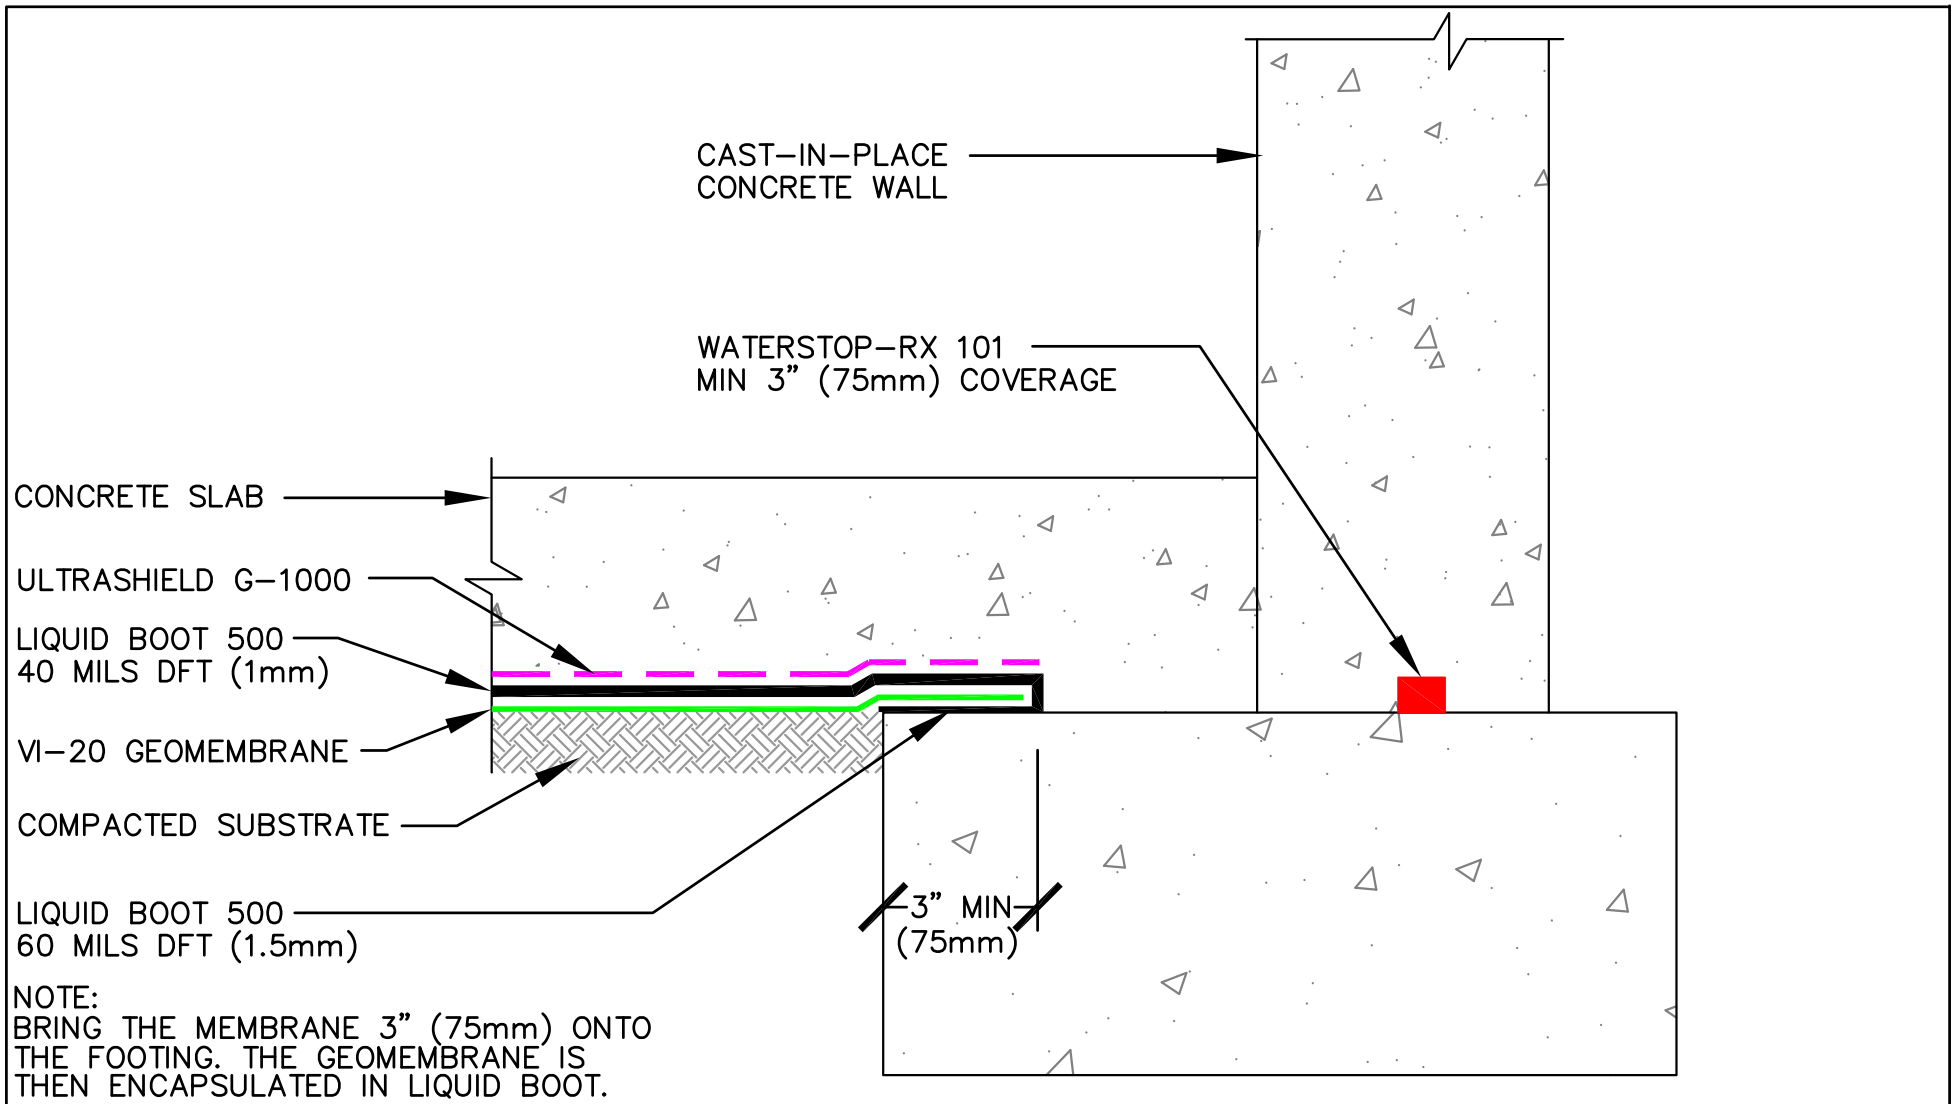 CAST-IN-PLACE
CONCRETE WALL
WATERSTOP-RX 101
MIN 3" (75mm) COVERAGE
CONCRETE SLAB
ULTRASHIELD G-1000
LIQUID BOOT 500
40 MILS DFT (1mm)
VI-20 GEOMEMBRANE
COMPACTED SUBSTRATE
LIQUID BOOT 500
60 MILS DFT (1.5mm)
3" MIN
(75mm)
NOTE:
BRING THE MEMBRANE 3" (75mm) ONTO
THE FOOTING. THE GEOMEMBRANE IS
THEN ENCAPSULATED IN LIQUID BOOT.